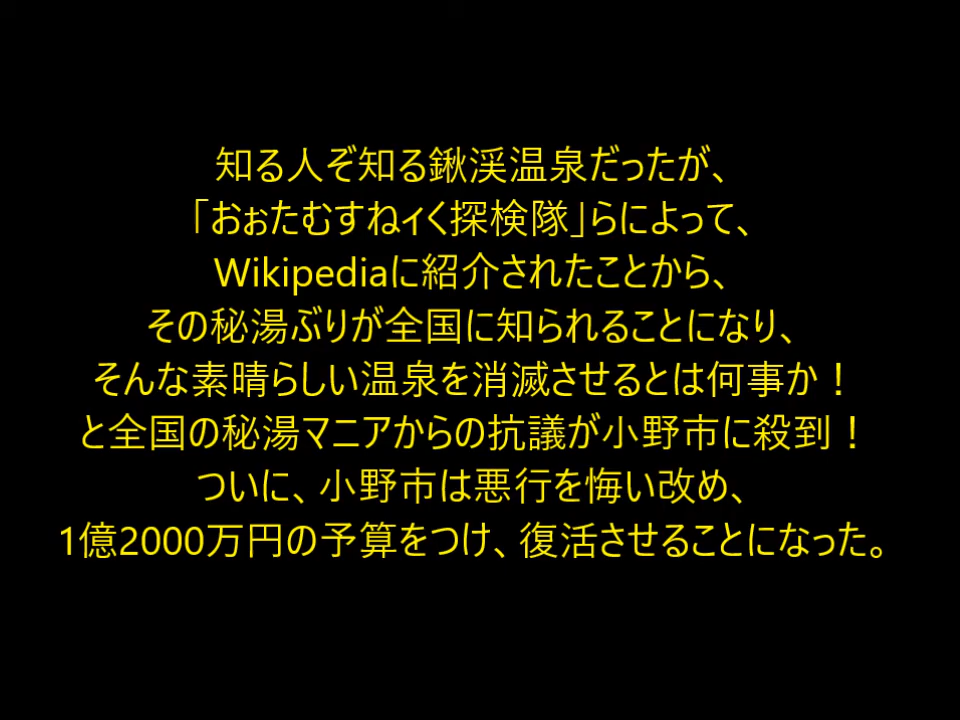 知る人ぞ知る鍬渓温泉だったが、
「おぉたむすねィく探検隊」らによって、
Wikipediaに紹介されたことから、
その秘湯ぶりが全国に知られることになり、
そんな素晴らしい温泉を消滅させるとは何事か！
と全国の秘湯マニアからの抗議が小野市に殺到！
ついに、小野市は悪行を悔い改め、
1億2000万円の予算をつけ、復活させることになった。